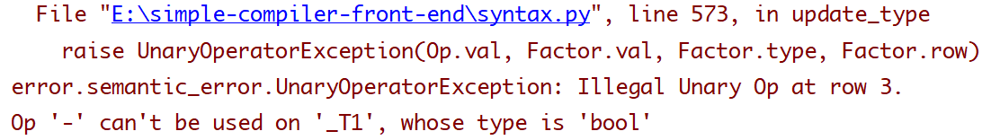 File "E:\simple-compiler-front-end\syntax.py", line 573, in update_type
raise UnaryOperatorException(Op.val, Factor.val, Factor.type, Factor.row)
error.semantic_error.UnaryOperatorException: Illegal Unary Op at row 3.
Op '-' can't be used on '_T1', whose type is 'bool'